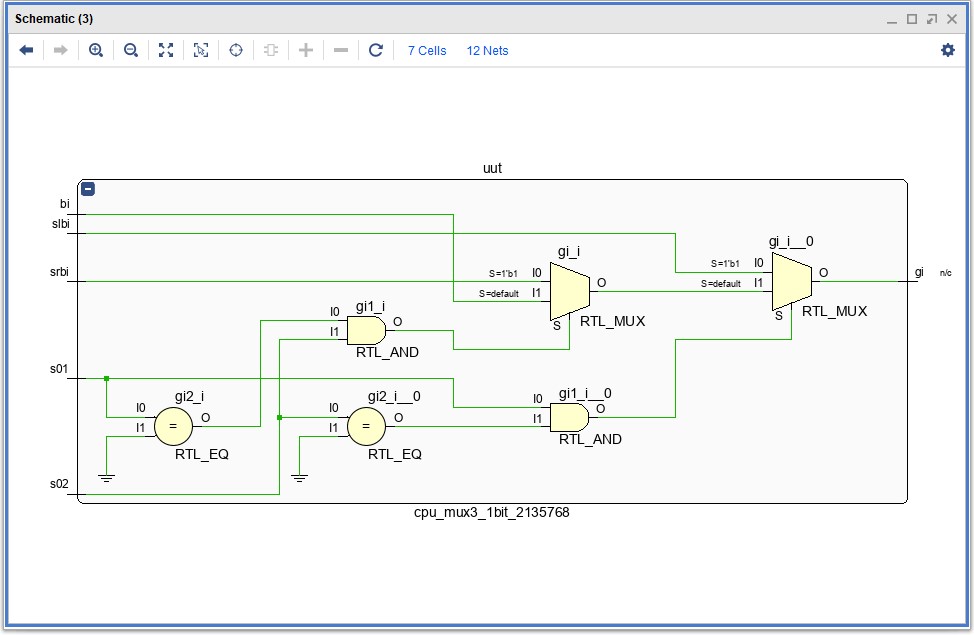 Schematic (3)
7 Cells 12 Nets
uut
bi
slbi
srbi
s01
s02
gi_i
S=1'b1 I0
S=default I1
O
S
RTL_MUX
gi_i__0
S=1'b1 I0
S=default I1
O
S
RTL_MUX
gi n/c
gi1_i
I0
I1
O
RTL_AND
gi2_i
I0
I1
=
O
RTL_EQ
gi2_i__0
I0
I1
=
O
RTL_EQ
gi1_i__0
I0
I1
O
RTL_AND
cpu_mux3_1bit_2135768